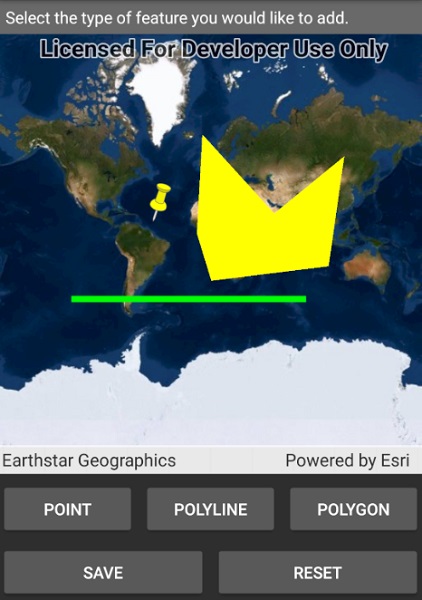 Select the type of feature you would like to add.
Licensed For Developer Use Only
Earthstar Geographics Powered by Esri
POINT POLYLINE POLYGON
SAVE RESET